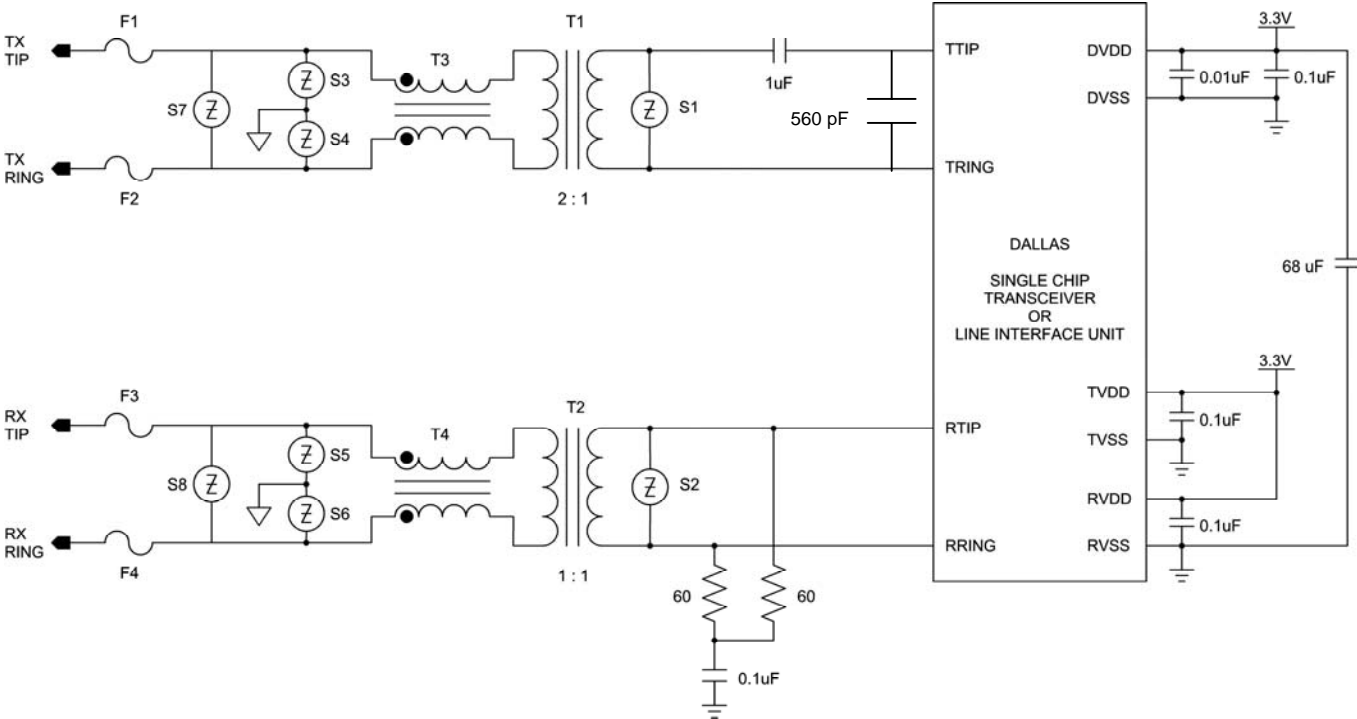 TX
TIP
F1
S7
S3
S4
T3
T1
S1
1uF
560 pF
TX
RING
F2
2 : 1
TTIP
TRING
DVDD
DVSS
3.3V
0.01uF
0.1uF
DALLAS
SINGLE CHIP
TRANSCEIVER
OR
LINE INTERFACE UNIT
68 uF
RX
TIP
F3
S8
S5
S6
T4
T2
S2
RX
RING
F4
1 : 1
60
60
0.1uF
RTIP
RRING
TVDD
TVSS
RVDD
RVSS
3.3V
0.1uF
0.1uF